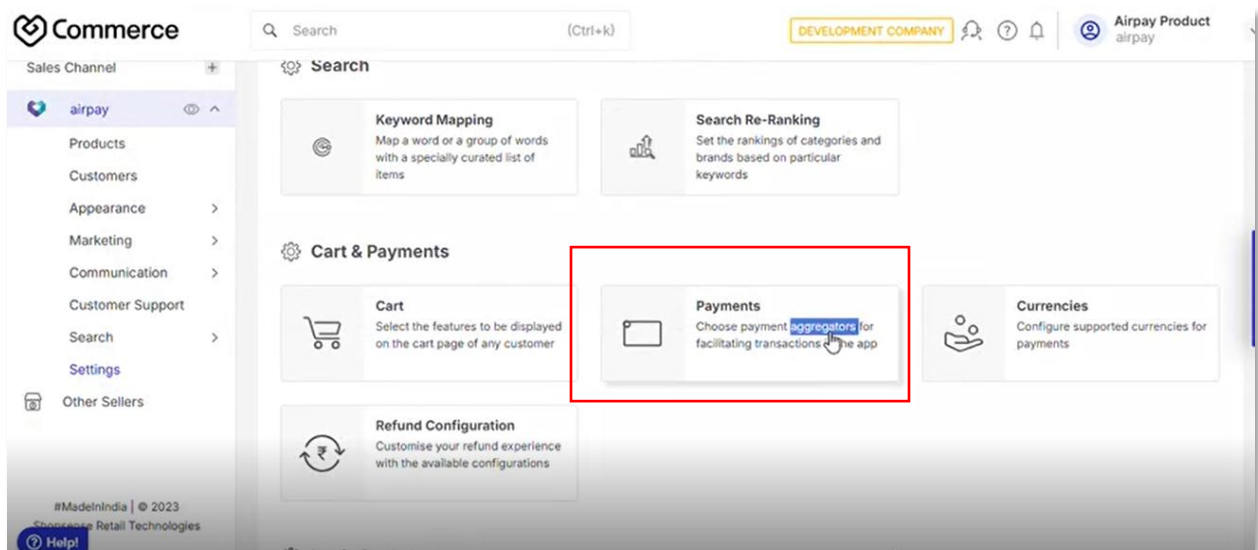 Commerce
Search (Ctrl+k)
DEVELOPMENT COMPANY
Airpay Product
airpay
Sales Channel +
airpay
Products
Customers
Appearance
Marketing
Communication
Customer Support
Search
Settings
Other Sellers
#MadeInIndia | © 2023
Shopsense Retail Technologies
Help!
Search
Keyword Mapping
Map a word or a group of words
with a specially curated list of
items
Search Re-Ranking
Set the rankings of categories and
brands based on particular
keywords
Cart & Payments
Cart
Select the features to be displayed
on the cart page of any customer
Payments
Choose payment aggregators for
facilitating transactions the app
Currencies
Configure supported currencies for
payments
Refund Configuration
Customise your refund experience
with the available configurations